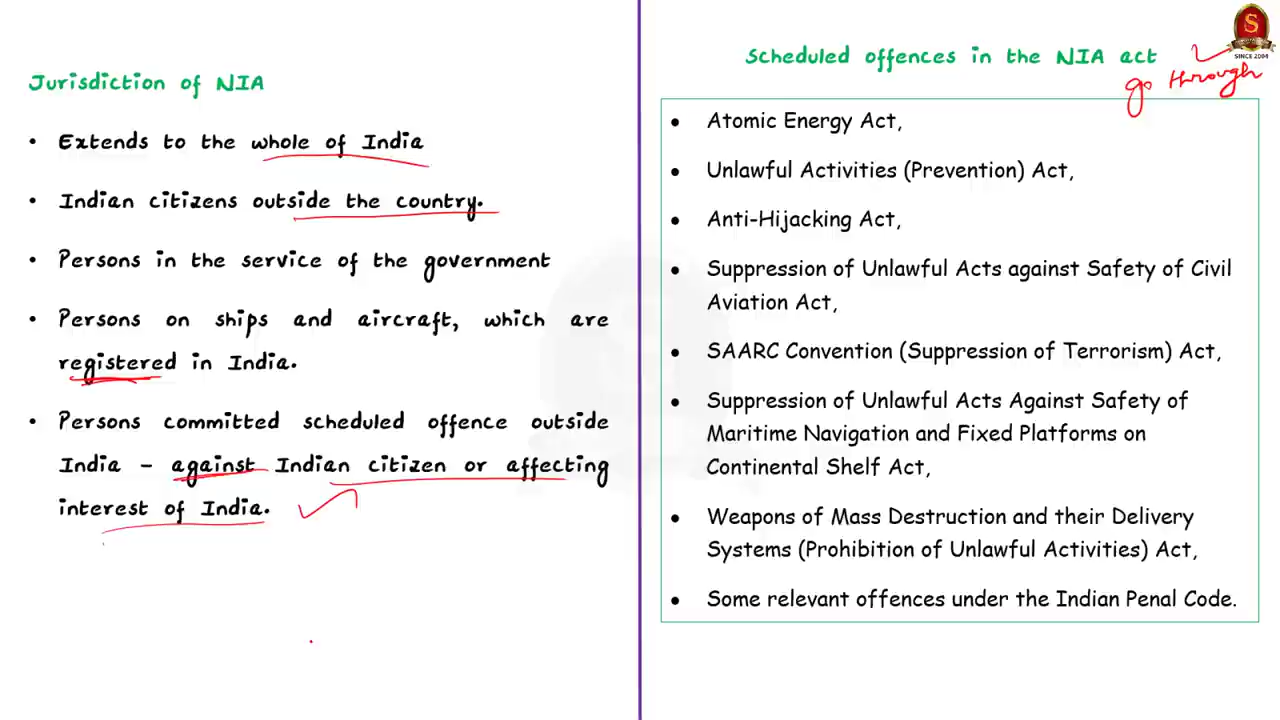 Jurisdiction of NIA
• Extends to the whole of India
• Indian citizens outside the country.
• Persons in the service of the government
• Persons on ships and aircraft, which are
registered in India.
• Persons committed scheduled offence outside
India – against Indian citizen or affecting
interest of India.
Scheduled offences in the NIA act
go through
S
SINCE 2004
• Atomic Energy Act,
• Unlawful Activities (Prevention) Act,
• Anti-Hijacking Act,
• Suppression of Unlawful Acts against Safety of Civil
Aviation Act,
• SAARC Convention (Suppression of Terrorism) Act,
• Suppression of Unlawful Acts Against Safety of
Maritime Navigation and Fixed Platforms on
Continental Shelf Act,
• Weapons of Mass Destruction and their Delivery
Systems (Prohibition of Unlawful Activities) Act,
• Some relevant offences under the Indian Penal Code.